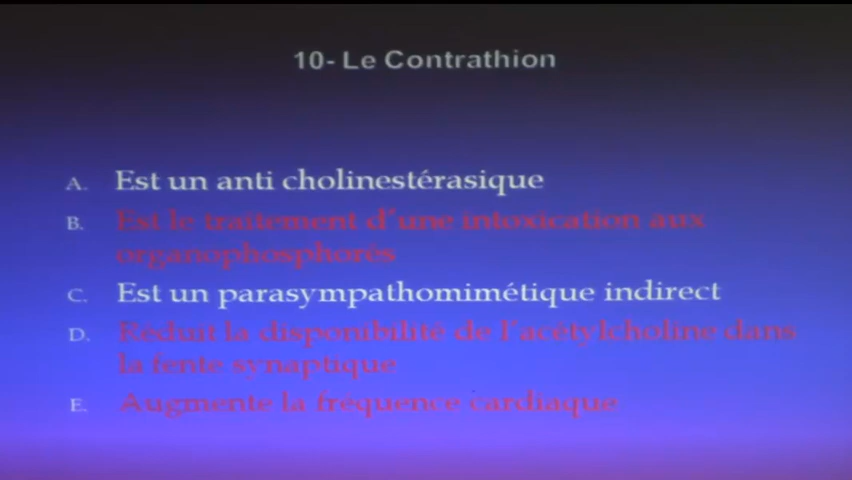 10- Le Contrathion
A. Est un anti cholinestérasique
B. Est le traitement d'une intoxication aux
organophosphorés
C. Est un parasympathomimétique indirect
D. Réduit la disponibilité de l'acétylcholine dans
la fente synaptique
E. Augmente la fréquence cardiaque